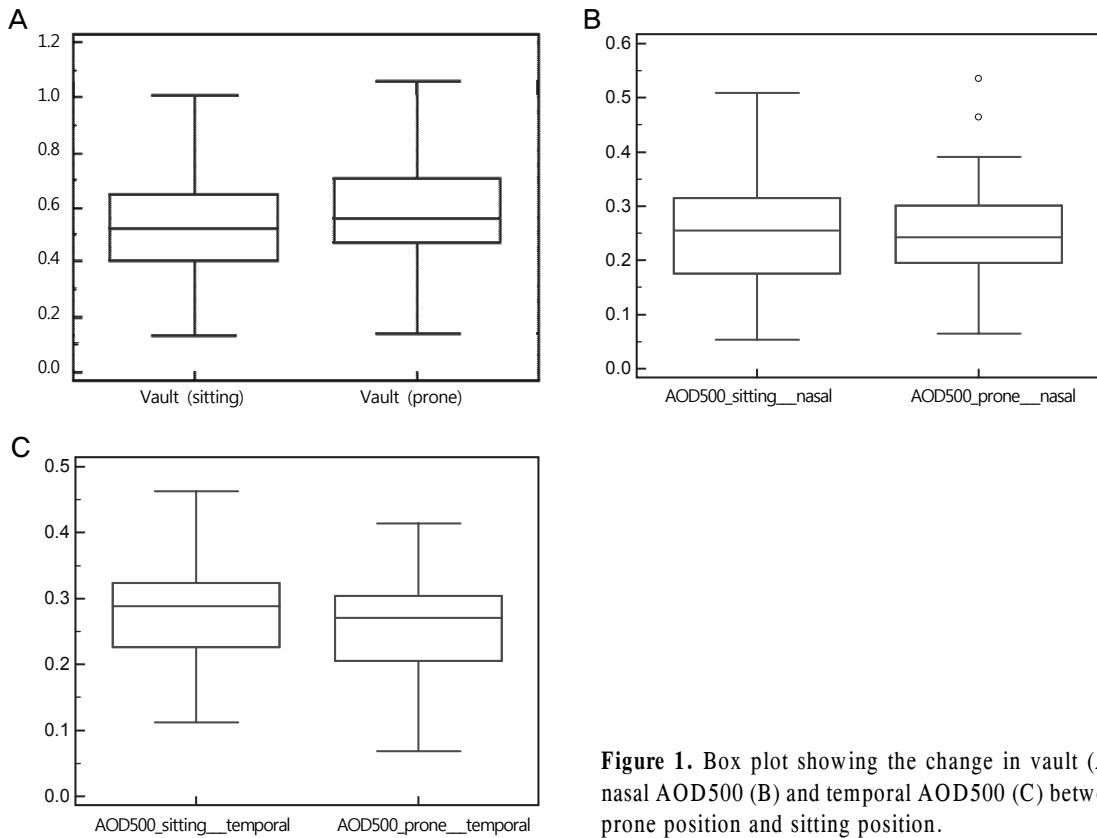 A
1.2
1.0
0.8
0.6
0.4
0.2
0.0
Vault (sitting) Vault (prone)
B
0.6
0.5
0.4
0.3
0.2
0.1
0.0
AOD500_sitting__nasal AOD500_prone__nasal
C
0.5
0.4
0.3
0.2
0.1
0.0
AOD500_sitting__temporal AOD500_prone__temporal
Figure 1. Box plot showing the change in vault (
nasal AOD500 (B) and temporal AOD500 (C)
prone position and sitting position.